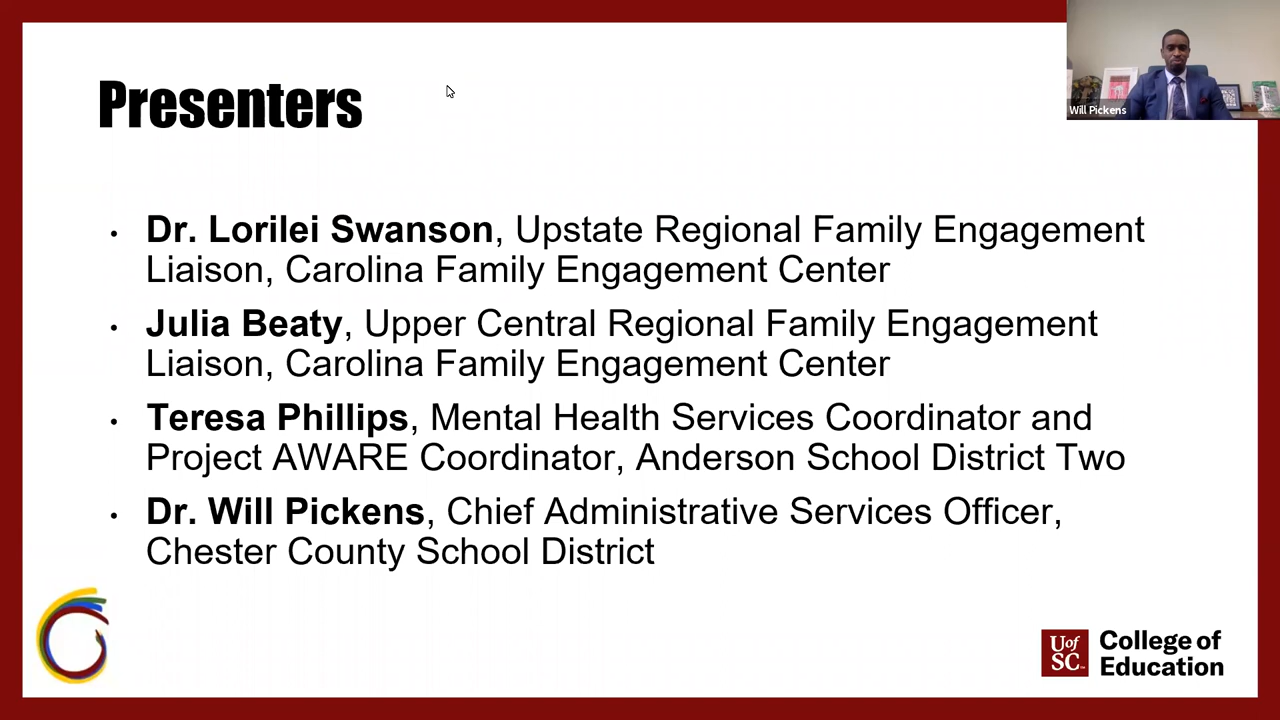 Presenters
Will Pickens
• Dr. Lorilei Swanson, Upstate Regional Family Engagement
Liaison, Carolina Family Engagement Center
• Julia Beaty, Upper Central Regional Family Engagement
Liaison, Carolina Family Engagement Center
• Teresa Phillips, Mental Health Services Coordinator and
Project AWARE Coordinator, Anderson School District Two
• Dr. Will Pickens, Chief Administrative Services Officer,
Chester County School District
UofSC
College of
Education